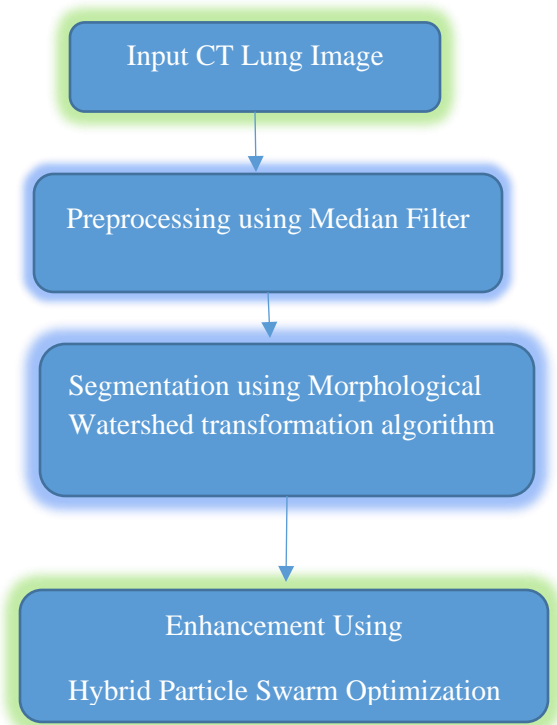 Input CT Lung Image
Preprocessing using Median Filter
Segmentation using Morphological
Watershed transformation algorithm
Enhancement Using
Hybrid Particle Swarm Optimization